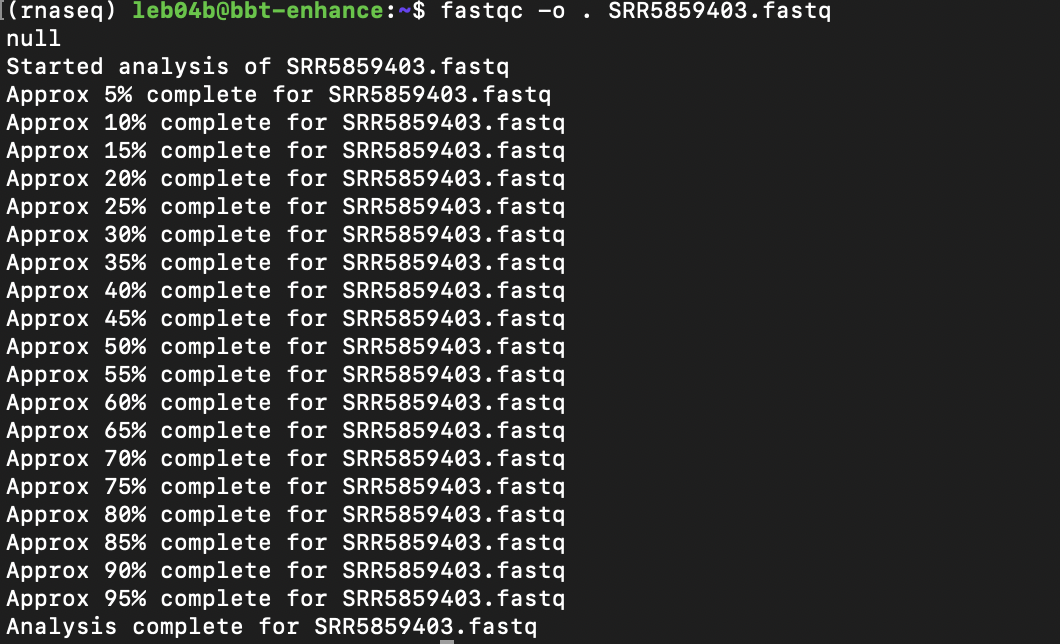 (rnaseq) leb04b@bbt-enhance:~$ fastqc -o . SRR5859403.fastq
null
Started analysis of SRR5859403.fastq
Approx 5% complete for SRR5859403.fastq
Approx 10% complete for SRR5859403.fastq
Approx 15% complete for SRR5859403.fastq
Approx 20% complete for SRR5859403.fastq
Approx 25% complete for SRR5859403.fastq
Approx 30% complete for SRR5859403.fastq
Approx 35% complete for SRR5859403.fastq
Approx 40% complete for SRR5859403.fastq
Approx 45% complete for SRR5859403.fastq
Approx 50% complete for SRR5859403.fastq
Approx 55% complete for SRR5859403.fastq
Approx 60% complete for SRR5859403.fastq
Approx 65% complete for SRR5859403.fastq
Approx 70% complete for SRR5859403.fastq
Approx 75% complete for SRR5859403.fastq
Approx 80% complete for SRR5859403.fastq
Approx 85% complete for SRR5859403.fastq
Approx 90% complete for SRR5859403.fastq
Approx 95% complete for SRR5859403.fastq
Analysis complete for SRR5859403.fastq